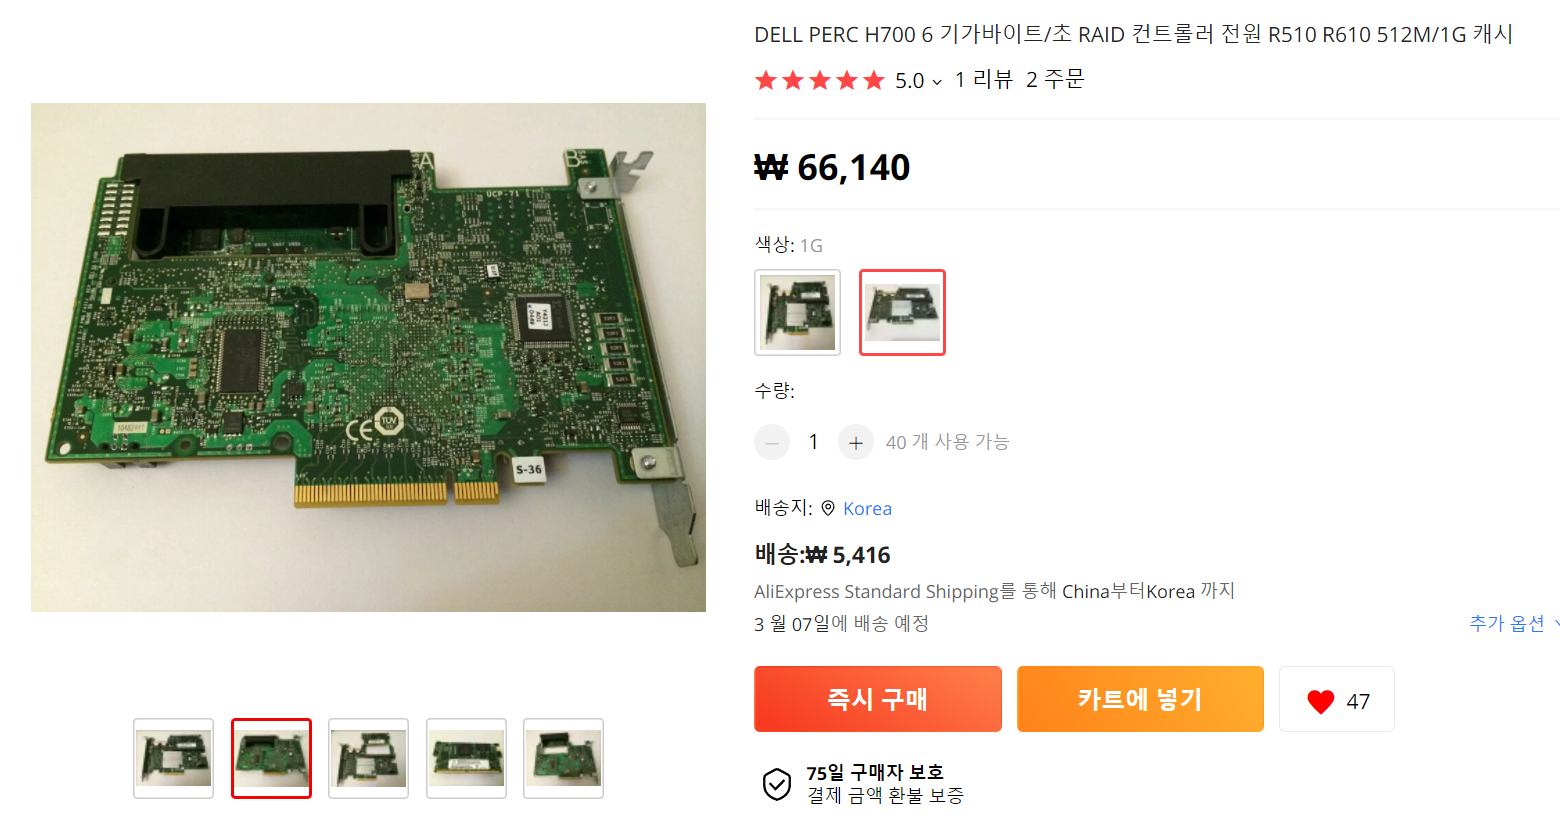 DELL PERC H700 6 기가바이트/초 RAID 컨트롤러 전원 R510 R610 512M/1G 캐시
5.0 1 리뷰 2 주문
₩ 66,140
색상: 1G
수량:
1 40 개 사용 가능
배송지: Korea
배송:₩ 5,416
AliExpress Standard Shipping를 통해 China부터Korea 까지
3 월 07일에 배송 예정
추가 옵션
즉시 구매
카트에 넣기
47
75일 구매자 보호
결제 금액 환불 보증
SAS A
B SAS
UCP-71
CE
TUV
S-36